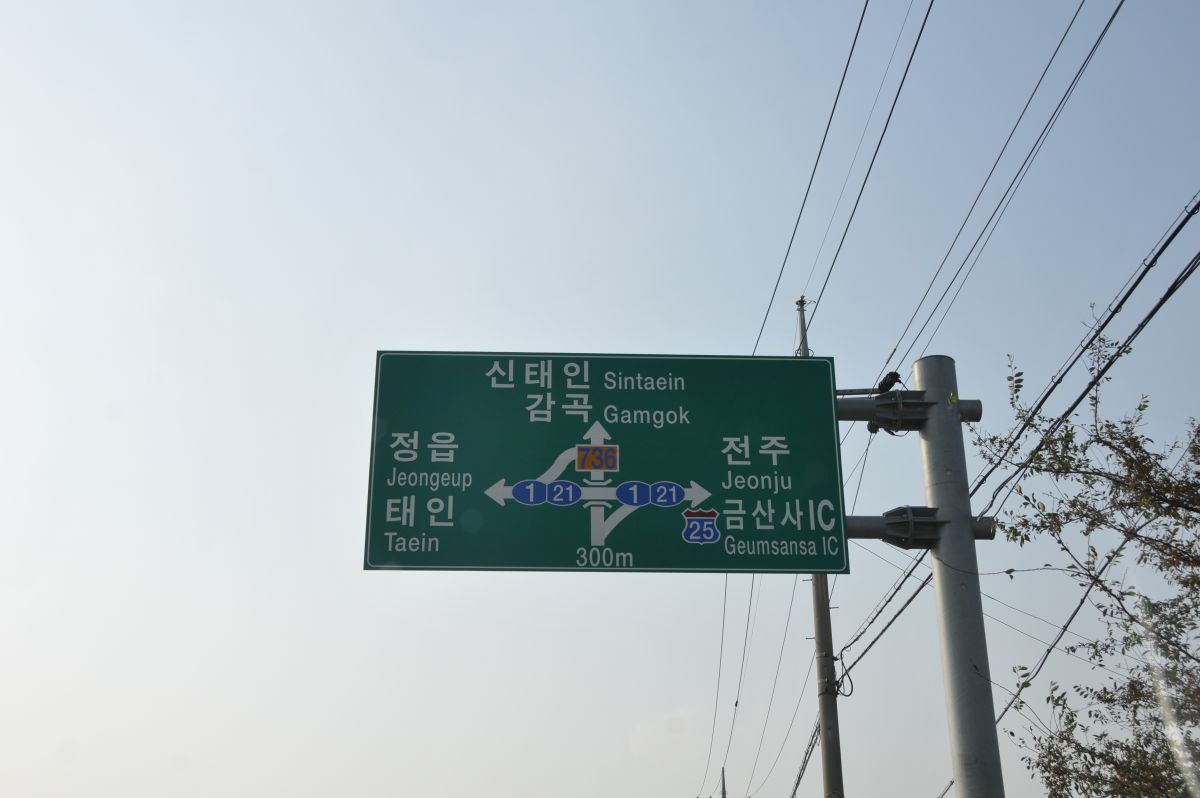 신태인 Sintaein
감곡 Gamgok
정읍
Jeongeup
태인
Taein
736
1 21
1 21
전주
Jeonju
25 금산사IC
Geumsansa IC
300m